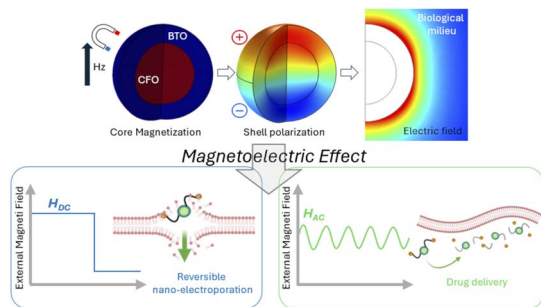 Hz
BTO
CFO
Core Magnetization
+
−
Shell polarization
Biological
milieu
Electric field
Magnetoelectric Effect
External Magneti Field
HDC
Reversible
nano-electroporation
External Magneti Field
HAC
Drug delivery